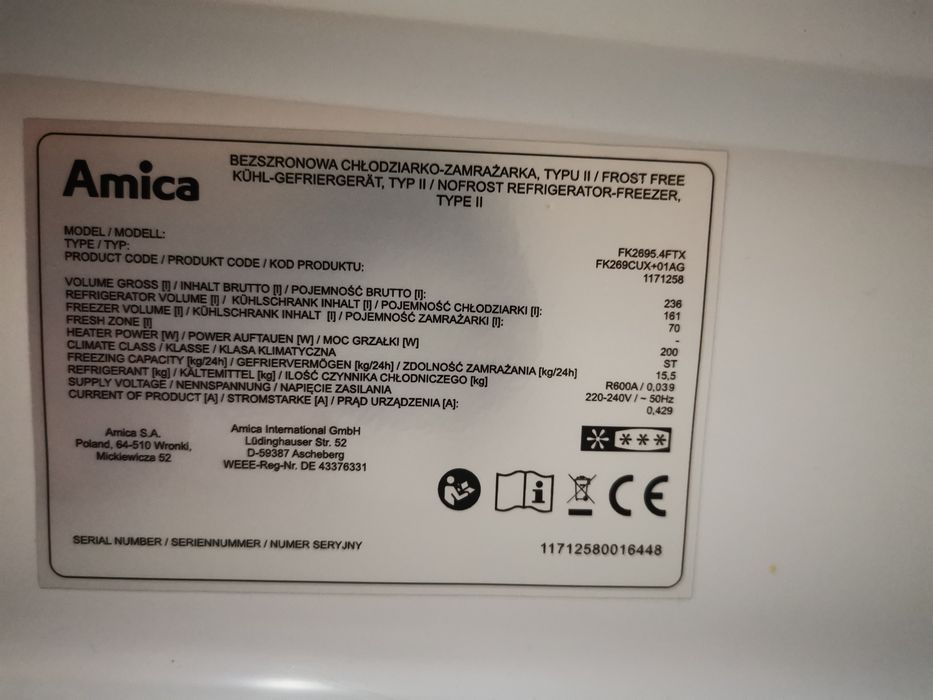 Amica
BEZSZRONOWA CHŁODZIARKO-ZAMRAŻARKA, TYPU II / FROST FREE
KÜHL-GEFRIERGERÄT, TYP II / NOFROST REFRIGERATOR-FREEZER,
TYPE II
MODEL / MODELL: FK2695.4FTX
TYPE / TYP: FK269CUX+01AG
PRODUCT CODE / PRODUKT CODE / KOD PRODUKTU: 1171258
VOLUME GROSS [l] / INHALT BRUTTO [l] / POJEMNOŚĆ BRUTTO [l]: 236
REFRIGERATOR VOLUME [l] / KÜHLSCHRANK INHALT [l] / POJEMNOŚĆ CHŁODZIARKI [l]: 161
FREEZER VOLUME [l] / KÜHLSCHRANK INHALT [l] / POJEMNOŚĆ ZAMRAŻARKI [l]: 70
FRESH ZONE [l] -
HEATER POWER [W] / POWER AUFTAUEN [W] / MOC GRZAŁKI [W] 200
CLIMATE CLASS / KLASSE / KLASA KLIMATYCZNA ST
FREEZING CAPACITY [kg/24h] / GEFRIERVERMÖGEN [kg/24h] / ZDOLNOŚĆ ZAMRAŻANIA [kg/24h] 15,5
REFRIGERANT [kg] / KÄLTEMITTEL [kg] / ILOŚĆ CZYNNIKA CHŁODNICZEGO [kg] R600A / 0,039
SUPPLY VOLTAGE / NENNSPANNUNG / NAPIĘCIE ZASILANIA 220-240V / ~ 50Hz
CURRENT OF PRODUCT [A] / STROMSTARKE [A] / PRĄD URZĄDZENIA [A]: 0,429
Amica S.A.
Poland, 64-510 Wronki,
Mickiewicza 52
Amica International GmbH
Lüdinghauser Str. 52
D-59387 Ascheberg
WEEE-Reg-Nr. DE 43376331
CE
SERIAL NUMBER / SERIENNUMMER / NUMER SERYJNY 11712580016448